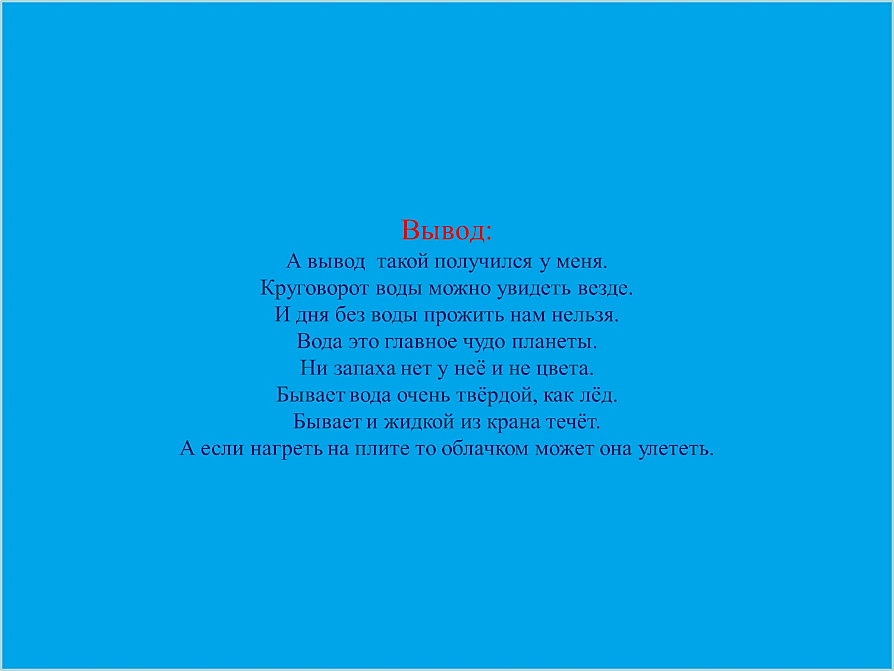 Вывод:
А вывод  такой получился у меня.
Круговорот воды можно увидеть везде.
И дня без воды прожить нам нельзя.
Вода это главное чудо планеты.
Ни запаха нет у неё и не цвета.
Бывает вода очень твёрдой, как лёд.
Бывает и жидкой из крана течёт.
А если нагреть на плите то облачком может она улететь.